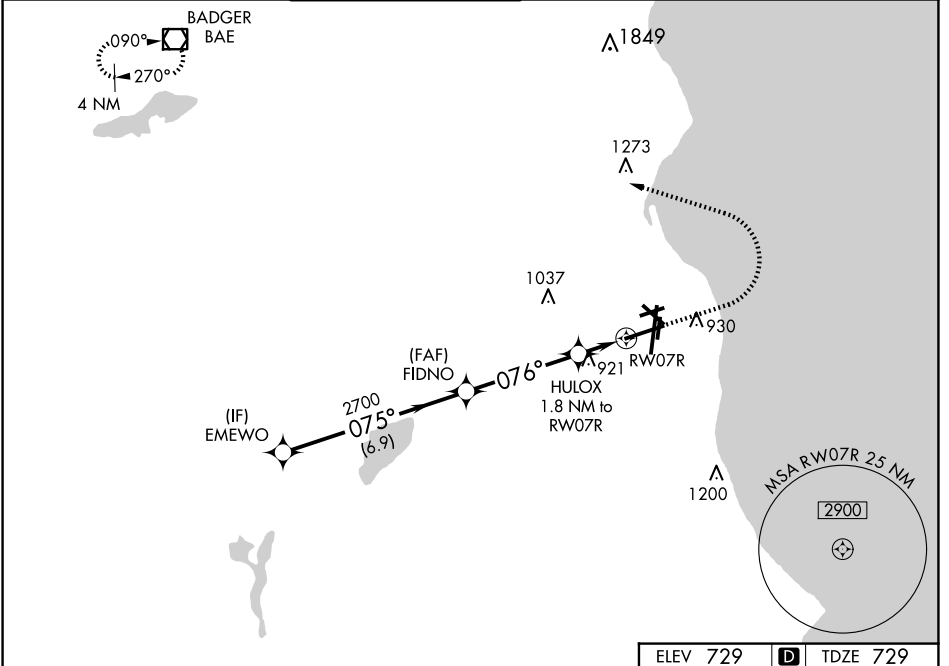 BADGER
BAE
090°
270°
4 NM
1849
1273
1037
930
(FAF)
FIDNO
076°
921
RW07R
HULOX
1.8 NM to
RW07R
(IF)
EMEWO
2700
075°
(6.9)
1200
MSA RW07R 25 NM
2900
ELEV 729 D TDZE 729